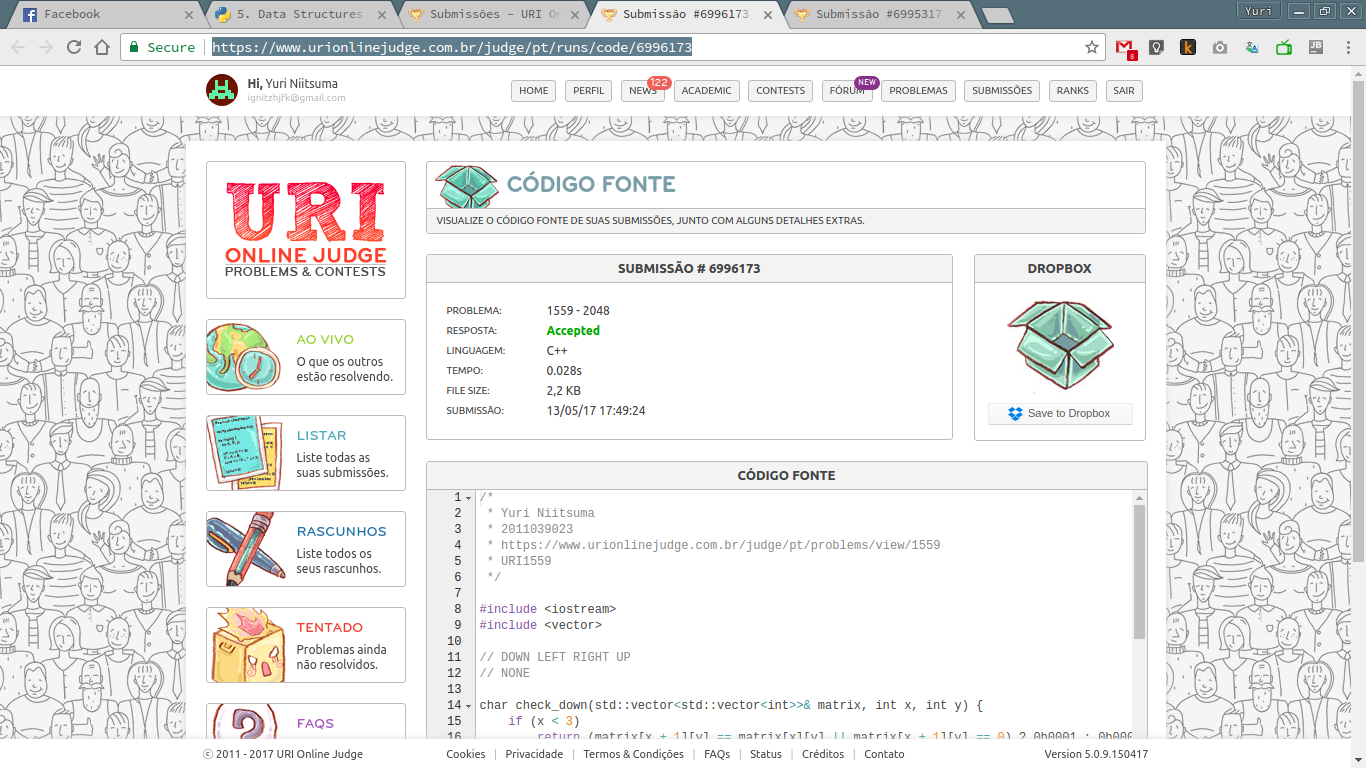 Facebook
5. Data Structures
Submissões - URI On
Submissão #6996173
Submissão #6995317
Yuri
Secure
https://www.urionlinejudge.com.br/judge/pt/runs/code/6996173
8
k
JB
Hi, Yuri Niitsuma
ignitzhjfk@gmail.com
HOME
PERFIL
NEWS
122
ACADEMIC
CONTESTS
FÓRUM
NEW
PROBLEMAS
SUBMISSÕES
RANKS
SAIR
URI
ONLINE JUDGE
PROBLEMS & CONTESTS
AO VIVO
O que os outros
estão resolvendo.
LISTAR
Liste todas as
suas submissões.
RASCUNHOS
Liste todos os
seus rascunhos.
TENTADO
Problemas ainda
não resolvidos.
FAQS
CÓDIGO FONTE
VISUALIZE O CÓDIGO FONTE DE SUAS SUBMISSÕES, JUNTO COM ALGUNS DETALHES EXTRAS.
SUBMISSÃO # 6996173
PROBLEMA: 1559 - 2048
RESPOSTA: Accepted
LINGUAGEM: C++
TEMPO: 0.028s
FILE SIZE: 2,2 KB
SUBMISSÃO: 13/05/17 17:49:24
DROPBOX
Save to Dropbox
CÓDIGO FONTE
1 /*
2 * Yuri Niitsuma
3 * 2011039023
4 * https://www.urionlinejudge.com.br/judge/pt/problems/view/1559
5 * URI1559
6 */
7
8 #include <iostream>
9 #include <vector>
10
11 // DOWN LEFT RIGHT UP
12 // NONE
13
14 char check_down(std::vector<std::vector<int>>& matrix, int x, int y) {
15 if (x < 3)
16 return (matrix[x + 1][y] == matrix[x][y] || matrix[x + 1][y] == 0) ? 0b0001 : 0b000
© 2011 - 2017 URI Online Judge
Cookies | Privacidade | Termos & Condições | FAQs | Status | Créditos | Contato
Version 5.0.9.150417